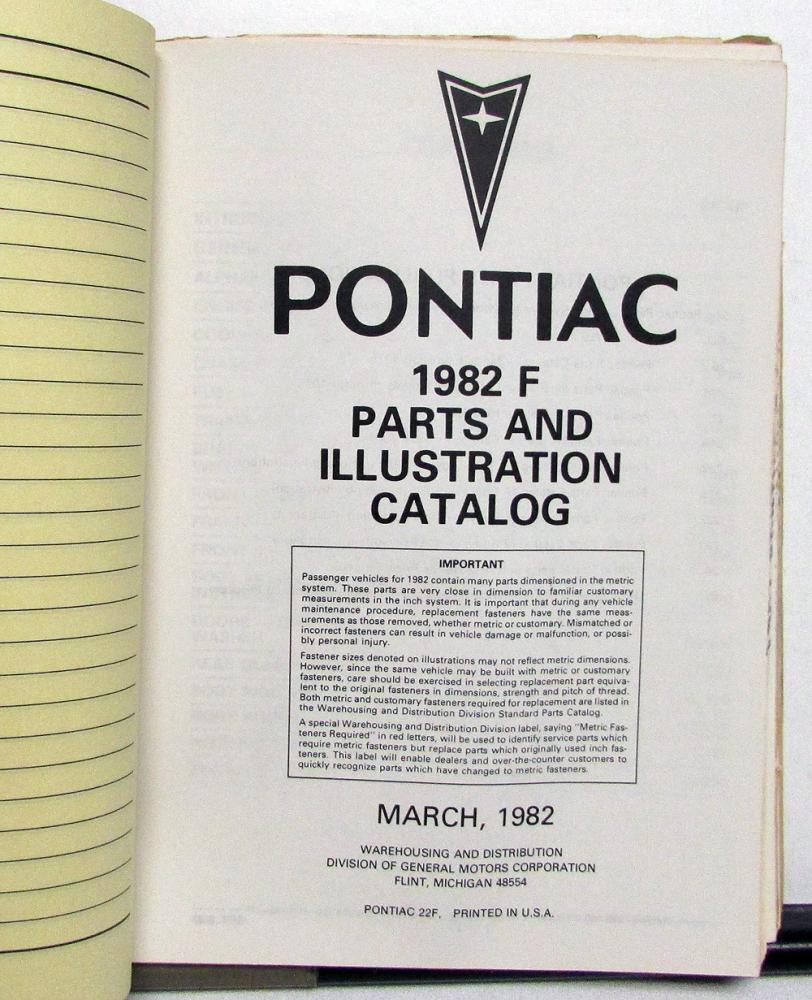 PONTIAC
1982 F
PARTS AND
ILLUSTRATION
CATALOG
IMPORTANT
Passenger vehicles for 1982 contain many parts dimensioned in the metric
system. These parts are very close in dimension to familiar customary
measurements in the inch system. It is important that during any vehicle
maintenance procedure, replacement fasteners have the same meas-
urements as those removed, whether metric or customary. Mismatched or
incorrect fasteners can result in vehicle damage or malfunction, or possi-
bly personal injury.
Fastener sizes denoted on illustrations may not reflect metric dimensions.
However, since the same vehicle may be built with metric or customary
fasteners, care should be exercised in selecting replacement part equiva-
lent to the original fasteners in dimensions, strength and pitch of thread.
Both metric and customary fasteners required for replacement are listed in
the Warehousing and Distribution Division Standard Parts Catalog.
A special Warehousing and Distribution Division label, saying "Metric Fas-
teners Required" in red letters, will be used to identify service parts which
require metric fasteners but replace parts which originally used inch fas-
teners. This label will enable dealers and over-the-counter customers to
quickly recognize parts which have changed to metric fasteners.
MARCH, 1982
WAREHOUSING AND DISTRIBUTION
DIVISION OF GENERAL MOTORS CORPORATION
FLINT, MICHIGAN 48554
PONTIAC 22F, PRINTED IN U.S.A.